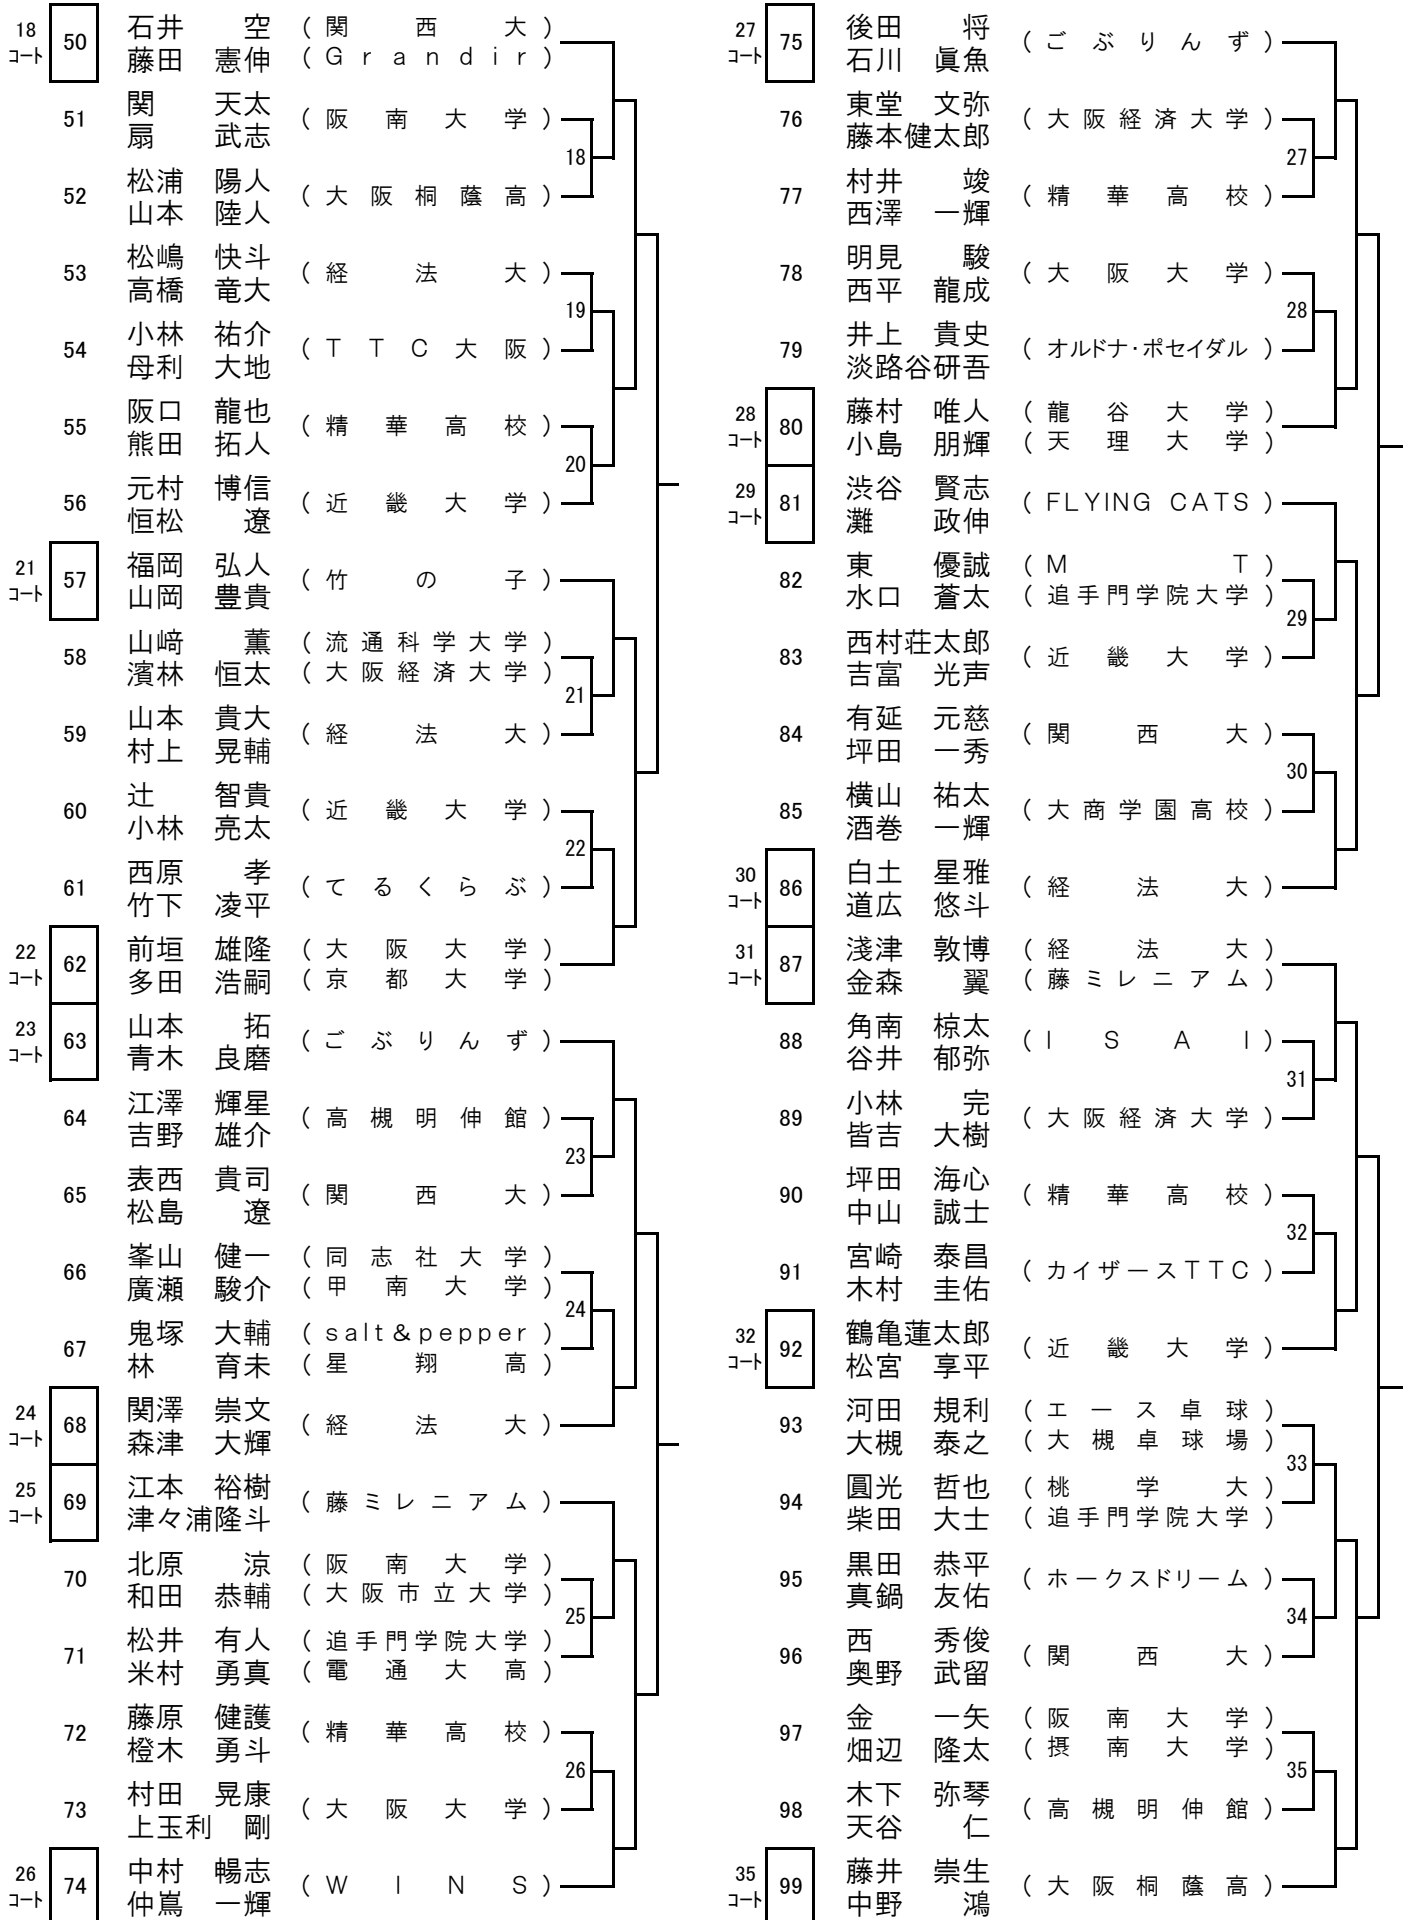 18 コート 50 石井 空 (関西大)
藤田 憲伸 (Grandir)
51 関 天太 (阪南大学)
扇 武志
18
52 松浦 陽人 (大阪桐蔭高)
山本 陸人
53 松嶋 快斗 (経法大)
高橋 竜大
19
54 小林 祐介 (TTC大阪)
母利 大地
55 阪口 龍也 (精華高校)
熊田 拓人
20
56 元村 博信 (近畿大学)
恒松 遼
21 コート 57 福岡 弘人 (竹の子)
山岡 豊貴
58 山﨑 薫 (流通科学大学)
濱林 恒太 (大阪経済大学)
21
59 山本 貴大 (経法大)
村上 晃輔
60 辻 智貴 (近畿大学)
小林 亮太
22
61 西原 孝 (てるくらぶ)
竹下 凌平
22 コート 62 前垣 雄隆 (大阪大学)
多田 浩嗣 (京都大学)
23 コート 63 山本 拓 (ごぶりんず)
青木 良磨
64 江澤 輝星 (高槻明伸館)
吉野 雄介
23
65 表西 貴司 (関西大)
松島 遼
66 峯山 健一 (同志社大学)
廣瀬 駿介 (甲南大学)
24
67 鬼塚 大輔 (salt&pepper)
林 育未 (星翔高)
24 コート 68 関澤 崇文 (経法大)
森津 大輝
25 コート 69 江本 裕樹 (藤ミレニアム)
津々浦隆斗
70 北原 涼 (阪南大学)
和田 恭輔 (大阪市立大学)
25
71 松井 有人 (追手門学院大学)
米村 勇真 (電通大高)
72 藤原 健護 (精華高校)
橙木 勇斗
26
73 村田 晃康 (大阪大学)
上玉利 剛
26 コート 74 中村 暢志 (WINS)
仲嶌 一輝
27 コート 75 後田 将 (ごぶりんず)
石川 眞魚
76 東堂 文弥 (大阪経済大学)
藤本健太郎
27
77 村井 竣 (精華高校)
西澤 一輝
78 明見 駿 (大阪大学)
西平 龍成
28
79 井上 貴史 (オルドナ・ポセイダル)
淡路谷研吾
28 コート 80 藤村 唯人 (龍谷大学)
小島 朋輝 (天理大学)
29 コート 81 渋谷 賢志 (FLYING CATS)
灘 政伸
82 東 優誠 (MT)
水口 蒼太 (追手門学院大学)
29
83 西村荘太郎 (近畿大学)
吉富 光声
84 有延 元慈 (関西大)
坪田 一秀
30
85 横山 祐太 (大商学園高校)
酒巻 一輝
30 コート 86 白土 星雅 (経法大)
道広 悠斗
31 コート 87 淺津 敦博 (経法大)
金森 翼 (藤ミレニアム)
88 角南 椋太 (ISAI)
谷井 郁弥
31
89 小林 完 (大阪経済大学)
皆吉 大樹
90 坪田 海心 (精華高校)
中山 誠士
32
91 宮崎 泰昌 (カイザースTTC)
木村 圭佑
32 コート 92 鶴亀蓮太郎 (近畿大学)
松宮 享平
93 河田 規利 (エース卓球)
大槻 泰之 (大槻卓球場)
33
94 圓光 哲也 (桃学大)
柴田 大士 (追手門学院大学)
95 黒田 恭平 (ホークスドリーム)
真鍋 友佑
34
96 西 秀俊 (関西大)
奥野 武留
97 金 一矢 (阪南大学)
畑辺 隆太 (摂南大学)
35
98 木下 弥琴 (高槻明伸館)
天谷 仁
35 コート 99 藤井 崇生 (大阪桐蔭高)
中野 鴻